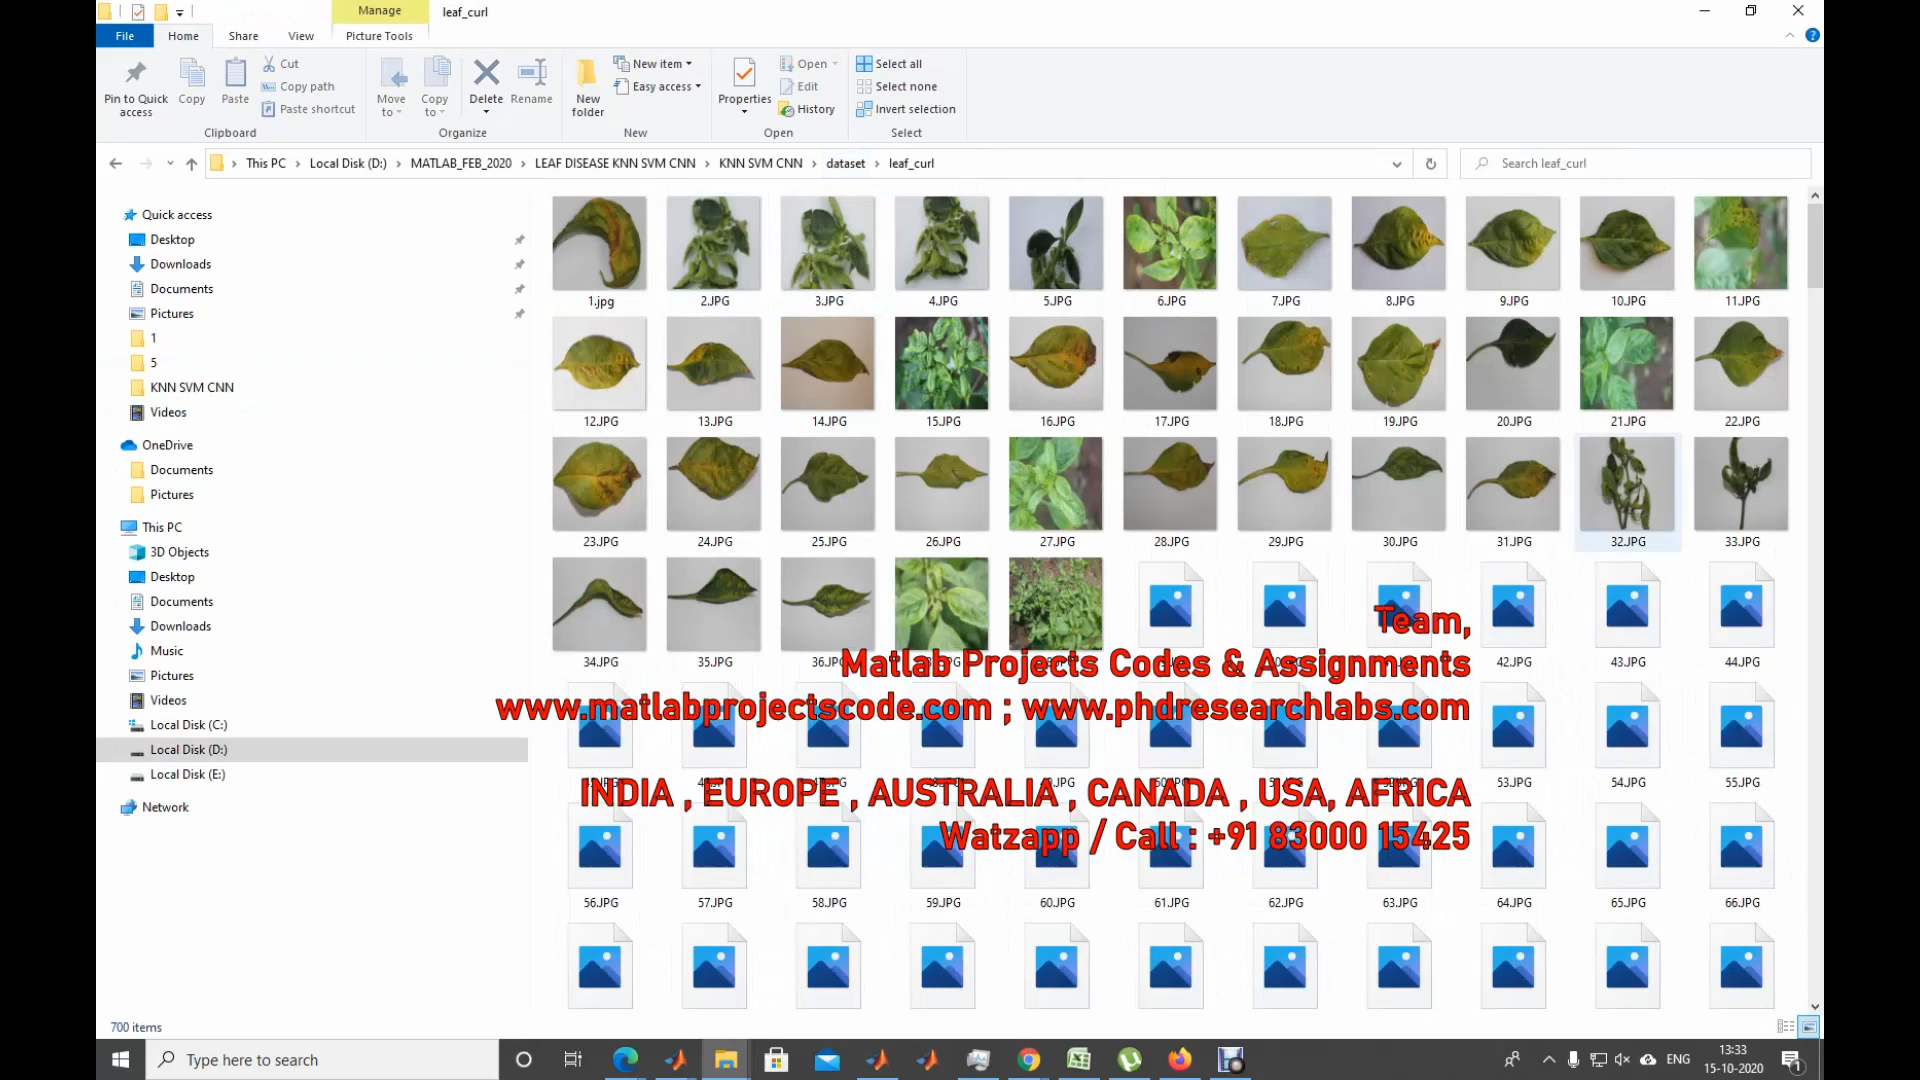 Manage
leaf_curl
File
Home
Share
View
Picture Tools
Pin to Quick access
Copy
Paste
Cut
Copy path
Paste shortcut
Clipboard
Move to
Copy to
Delete
Rename
Organize
New folder
New item
Easy access
New
Properties
Open
Edit
History
Open
Select all
Select none
Invert selection
Select
This PC > Local Disk (D:) > MATLAB_FEB_2020 > LEAF DISEASE KNN SVM CNN > KNN SVM CNN > dataset > leaf_curl
Search leaf_curl
Quick access
Desktop
Downloads
Documents
Pictures
1
5
KNN SVM CNN
Videos
OneDrive
Documents
Pictures
This PC
3D Objects
Desktop
Documents
Downloads
Music
Pictures
Videos
Local Disk (C:)
Local Disk (D:)
Local Disk (E:)
Network
1.jpg 2.JPG 3.JPG 4.JPG 5.JPG 6.JPG 7.JPG 8.JPG 9.JPG 10.JPG 11.JPG
12.JPG 13.JPG 14.JPG 15.JPG 16.JPG 17.JPG 18.JPG 19.JPG 20.JPG 21.JPG 22.JPG
23.JPG 24.JPG 25.JPG 26.JPG 27.JPG 28.JPG 29.JPG 30.JPG 31.JPG 32.JPG 33.JPG
34.JPG 35.JPG 42.JPG 43.JPG 44.JPG
53.JPG 54.JPG 55.JPG
56.JPG 57.JPG 58.JPG 59.JPG 60.JPG 61.JPG 62.JPG 63.JPG 64.JPG 65.JPG 66.JPG
Team,
Matlab Projects Codes & Assignments
www.matlabprojectscode.com ; www.phdresearchlabs.com
INDIA , EUROPE , AUSTRALIA , CANADA , USA, AFRICA
Watzapp / Call : +91 83000 15425
700 items
Type here to search
ENG
13:33
15-10-2020